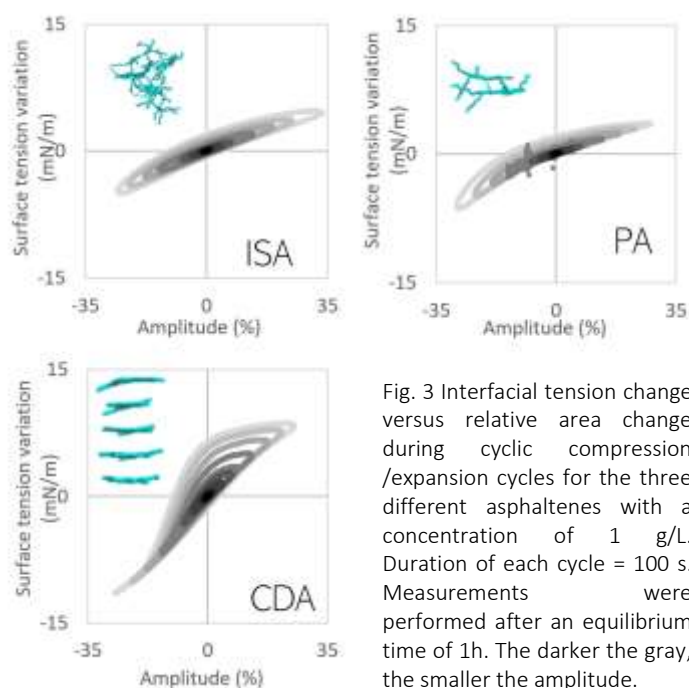 15
Surface tension variation
(mN/m)
0
-15
ISA
-35
0
35
Amplitude (%)
15
Surface tension variation
(mN/m)
0
-15
PA
-35
0
35
Amplitude (%)
15
Surface tension variation
(mN/m)
0
-15
CDA
-35
0
35
Amplitude (%)
Fig. 3 Interfacial tension change
versus relative area change
during cyclic compression
/expansion cycles for the three
different asphaltenes with a
concentration of 1 g/L.
Duration of each cycle = 100 s.
Measurements were
performed after an equilibrium
time of 1h. The darker the gray,
the smaller the amplitude.